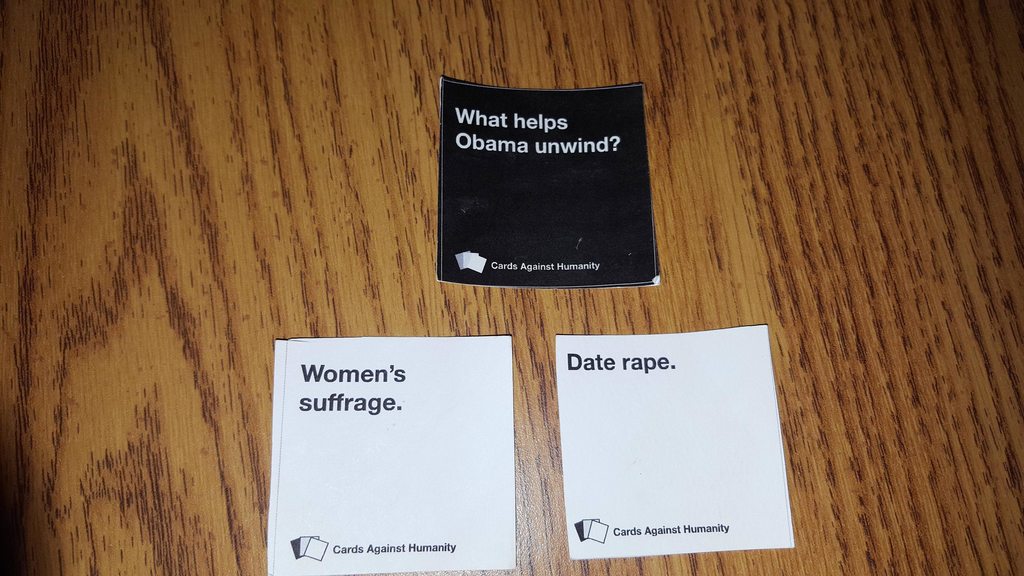 What helps
Obama unwind?
Cards Against Humanity
Women's
suffrage.
Cards Against Humanity
Date rape.
Cards Against Humanity